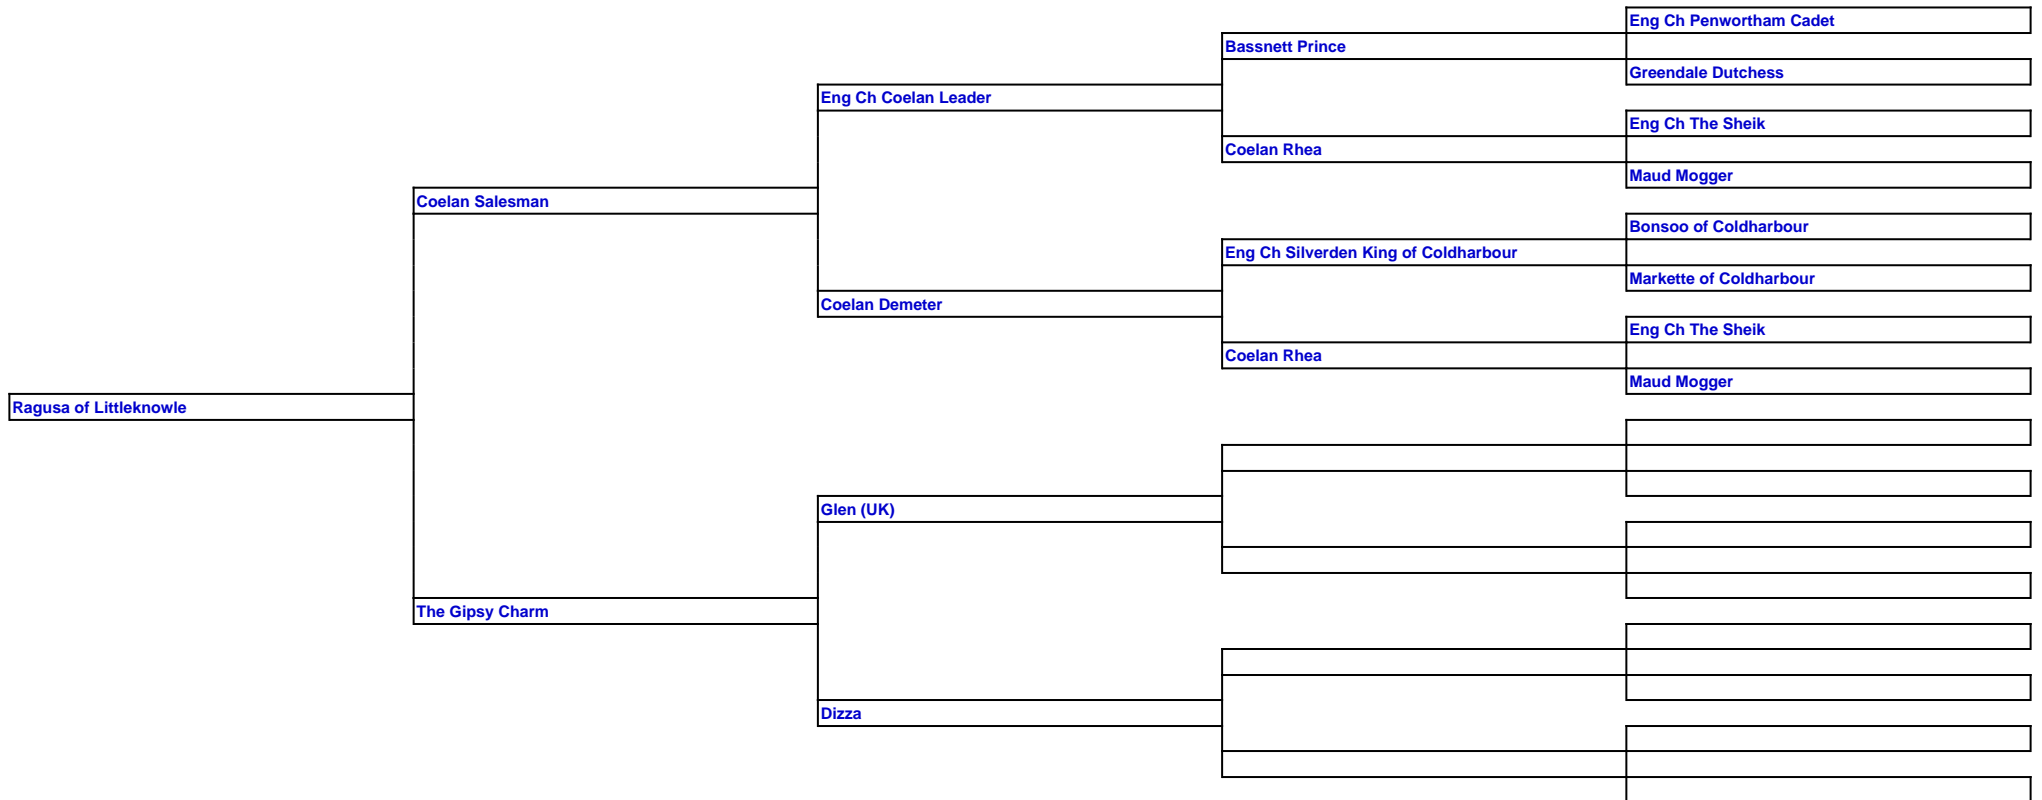 Eng Ch Penwortham Cadet
Bassnett Prince
Greendale Dutchess
Eng Ch Coelan Leader
Eng Ch The Sheik
Coelan Rhea
Maud Mogger
Coelan Salesman
Bonsoo of Coldharbour
Eng Ch Silverden King of Coldharbour
Markette of Coldharbour
Coelan Demeter
Eng Ch The Sheik
Coelan Rhea
Maud Mogger
Ragusa of Littleknowle
Glen (UK)
The Gipsy Charm
Dizza